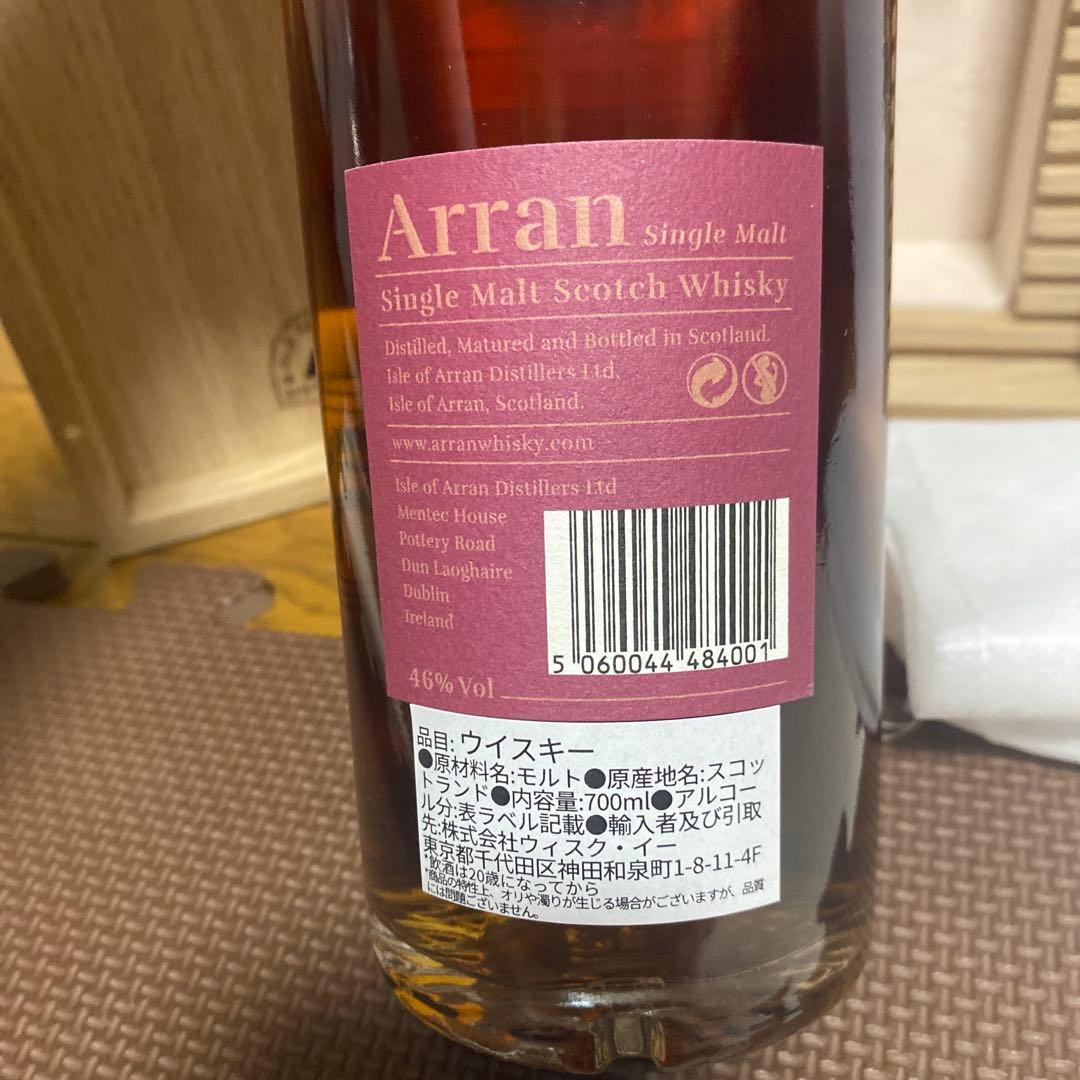 Arran Single Malt
Single Malt Scotch Whisky
Distilled, Matured and Bottled in Scotland.
Isle of Arran Distillers Ltd,
Isle of Arran, Scotland.
www.arranwhisky.com
Isle of Arran Distillers Ltd
Mentec House
Pottery Road
Dun Laoghaire
Dublin
Ireland
5 060044 484001
46% Vol
品目: ウイスキー
●原材料名:モルト●原産地名:スコッ
トランド●内容量:700ml●アルコー
ル分:表ラベル記載●輸入者及び引取
先:株式会社ウィスク・イー
東京都千代田区神田和泉町1-8-11-4F
*飲酒は20歳になってから
*商品の特性上、オリや濁りが生じる場合がございますが、品質
には問題ございません。